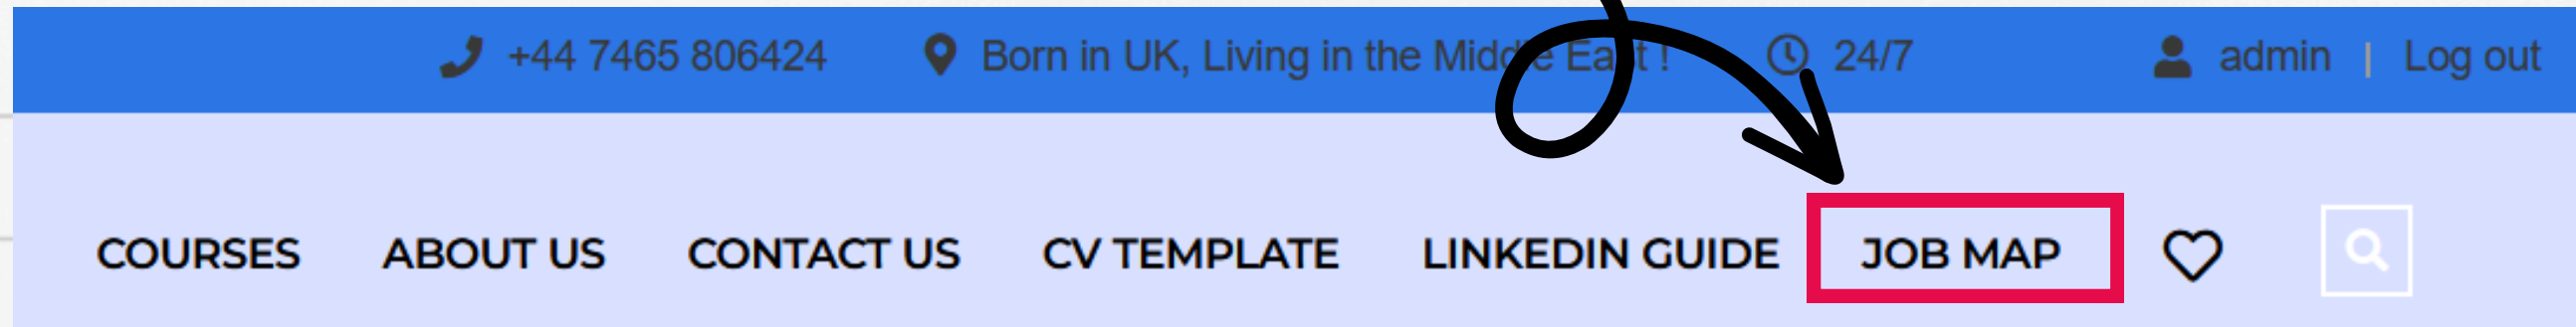 +44 7465 806424 Born in UK, Living in the Middle East ! 24/7 admin | Log out
COURSES ABOUT US CONTACT US CV TEMPLATE LINKEDIN GUIDE JOB MAP